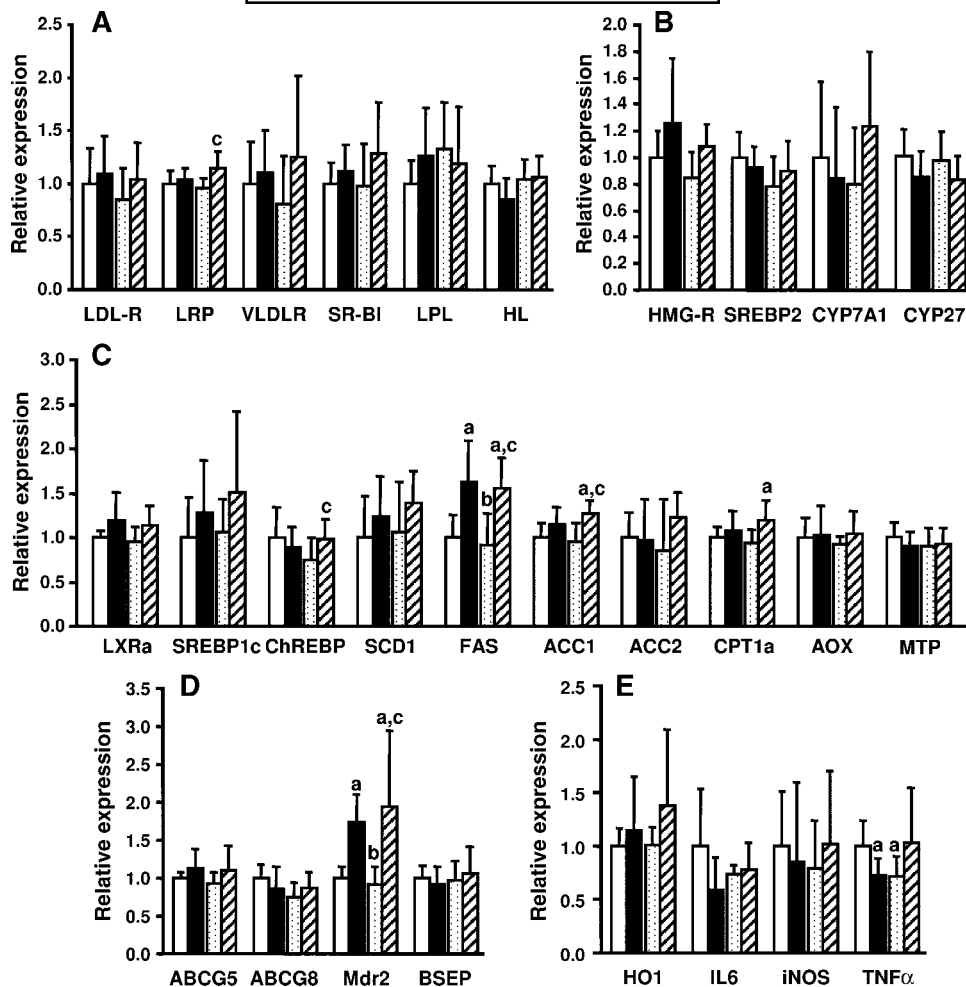 A
Relative expression
2.5
2.0
1.5
1.0
0.5
0.0
c
LDL-R LRP VLDLR SR-BI LPL HL
B
Relative expression
2.0
1.8
1.6
1.4
1.2
1.0
0.8
0.6
0.4
0.2
0.0
HMG-R SREBP2 CYP7A1 CYP27
C
Relative expression
3.0
2.5
2.0
1.5
1.0
0.5
0.0
c
a
b
a,c
a,c
a
LXRa SREBP1c ChREBP SCD1 FAS ACC1 ACC2 CPT1a AOX MTP
D
Relative expression
3.5
3.0
2.5
2.0
1.5
1.0
0.5
0.0
a
b
a,c
ABCG5 ABCG8 Mdr2 BSEP
E
Relative expression
2.5
2.0
1.5
1.0
0.5
0.0
a a
HO1 IL6 iNOS TNFα